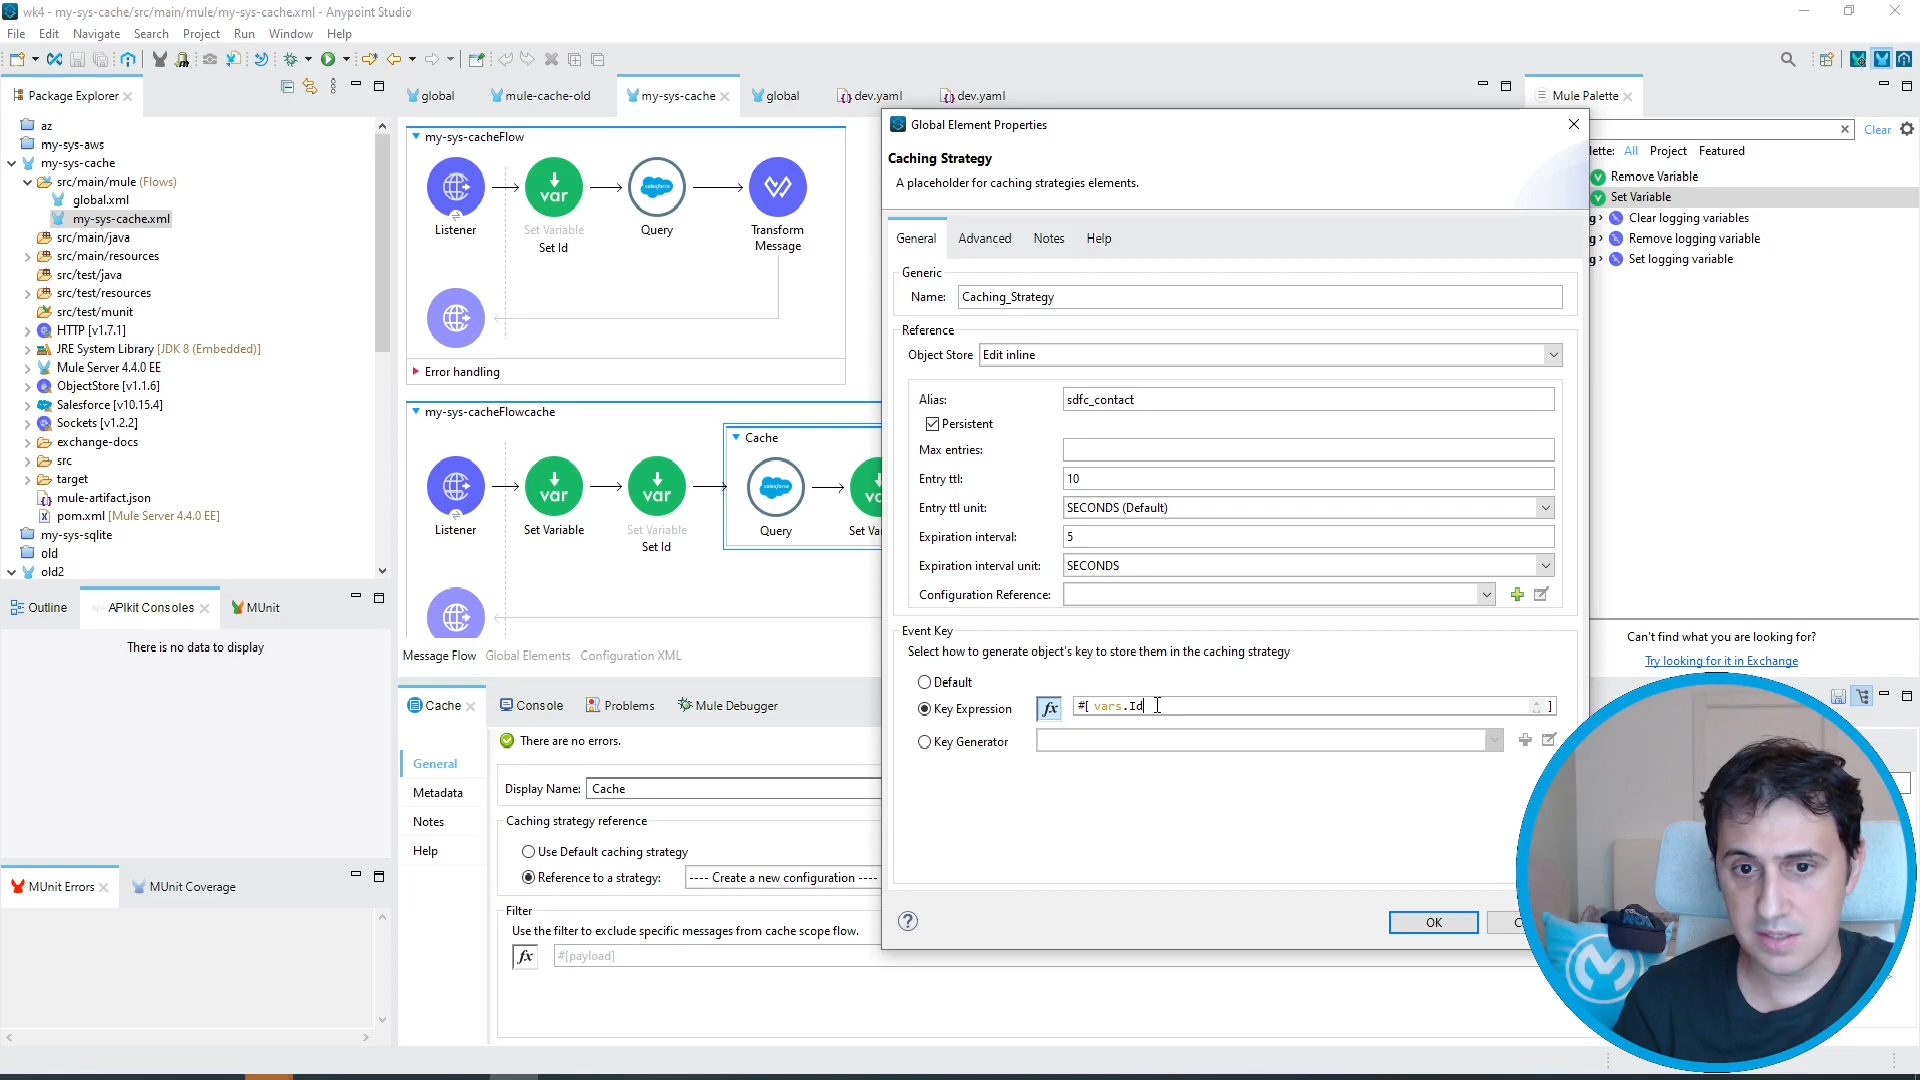 wk4 - my-sys-cache/src/main/mule/my-sys-cache.xml - Anypoint Studio
File Edit Navigate Search Project Run Window Help
Package Explorer
az
my-sys-aws
my-sys-cache
src/main/mule (Flows)
global.xml
my-sys-cache.xml
src/main/java
src/main/resources
src/test/java
src/test/resources
src/test/munit
HTTP [v1.7.1]
JRE System Library [JDK 8 (Embedded)]
Mule Server 4.4.0 EE
ObjectStore [v1.1.6]
Salesforce [v10.15.4]
Sockets [v1.2.2]
exchange-docs
src
target
mule-artifact.json
pom.xml [Mule Server 4.4.0 EE]
my-sys-sqlite
old
old2
Outline APIkit Consoles MUnit
There is no data to display
MUnit Errors MUnit Coverage
global mule-cache-old my-sys-cache global dev.yaml dev.yaml
my-sys-cacheFlow
var salesforce
Listener Set Variable Query Transform
Set Id Message
Error handling
my-sys-cacheFlowcache
Cache
var var salesforce
Listener Set Variable Set Variable Query Set Va
Set Id
Message Flow Global Elements Configuration XML
Cache Console Problems Mule Debugger
There are no errors.
General
Metadata
Notes
Help
Display Name: Cache
Caching strategy reference
Use Default caching strategy
Reference to a strategy: ---- Create a new configuration ----
Filter
Use the filter to exclude specific messages from cache scope flow.
fx #[payload]
Global Element Properties
Caching Strategy
A placeholder for caching strategies elements.
General Advanced Notes Help
Generic
Name: Caching_Strategy
Reference
Object Store Edit inline
Alias: sdfc_contact
Persistent
Max entries:
Entry ttl: 10
Entry ttl unit: SECONDS (Default)
Expiration interval: 5
Expiration interval unit: SECONDS
Configuration Reference:
Event Key
Select how to generate object's key to store them in the caching strategy
Default
Key Expression fx #[ vars.Id ]
Key Generator
? OK C
Mule Palette
Clear
lette: All Project Featured
Remove Variable
Set Variable
g> Clear logging variables
g> Remove logging variable
g> Set logging variable
Can't find what you are looking for?
Try looking for it in Exchange